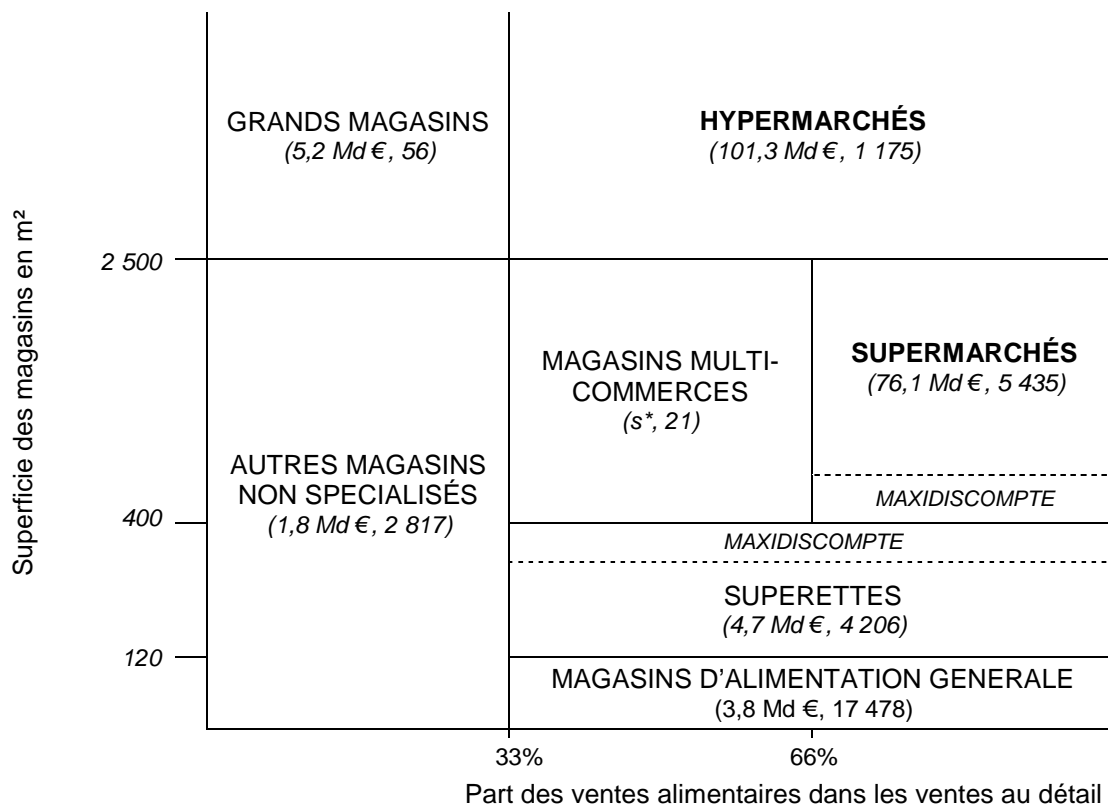 GRANDS MAGASINS
(5,2 Md €, 56)
HYPERMARCHÉS
(101,3 Md €, 1 175)
Superficie des magasins en m²
2 500
MAGASINS MULTI-
COMMERCES
(s*, 21)
SUPERMARCHÉS
(76,1 Md €, 5 435)
AUTRES MAGASINS
NON SPECIALISÉS
(1,8 Md €, 2 817)
MAXIDISCOMPTE
400
MAXIDISCOMPTE
SUPERETTES
(4,7 Md €, 4 206)
120
MAGASINS D'ALIMENTATION GENERALE
(3,8 Md €, 17 478)
33%
66%
Part des ventes alimentaires dans les ventes au détail